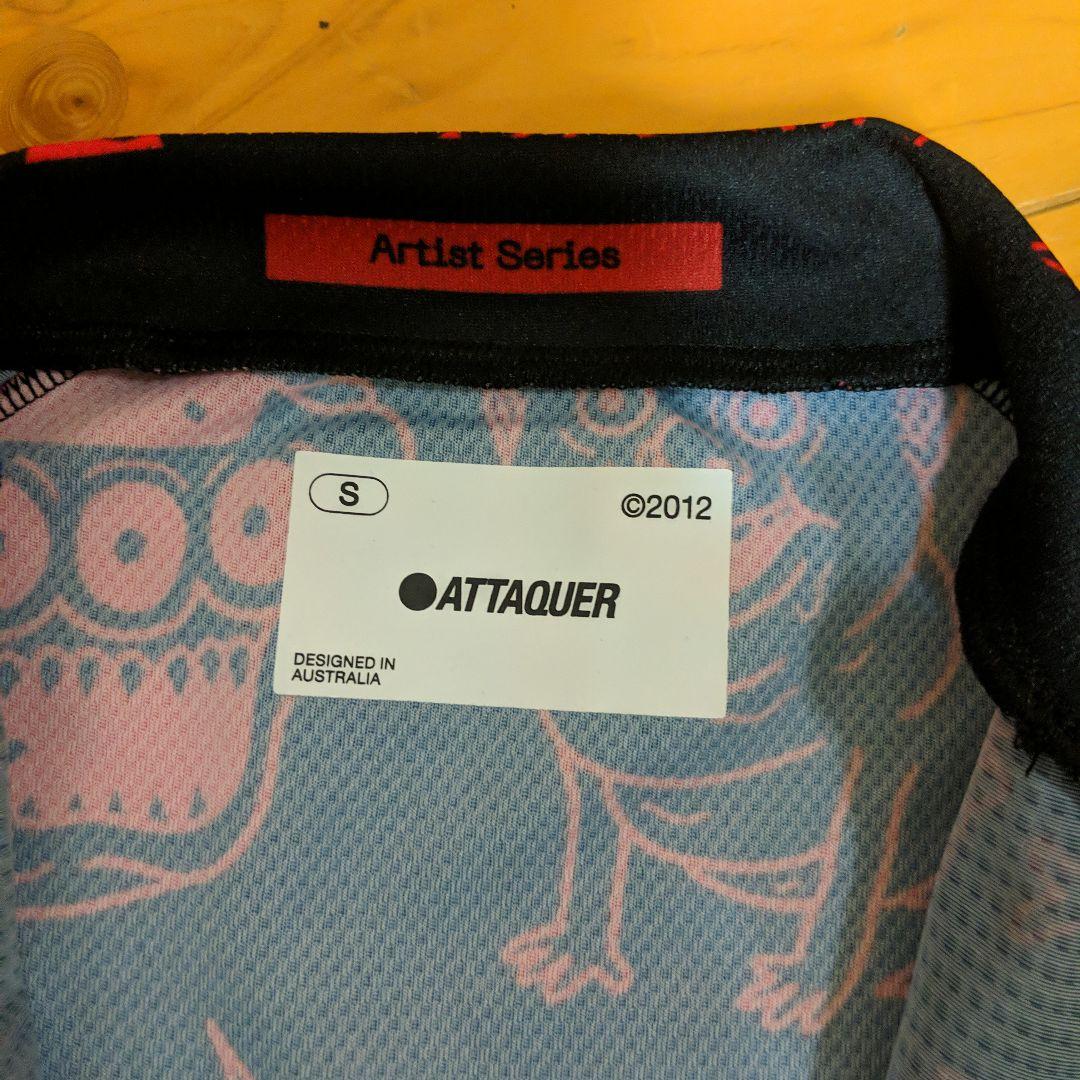 Artist Series
S
©2012
ATTAQUER
DESIGNED IN
AUSTRALIA